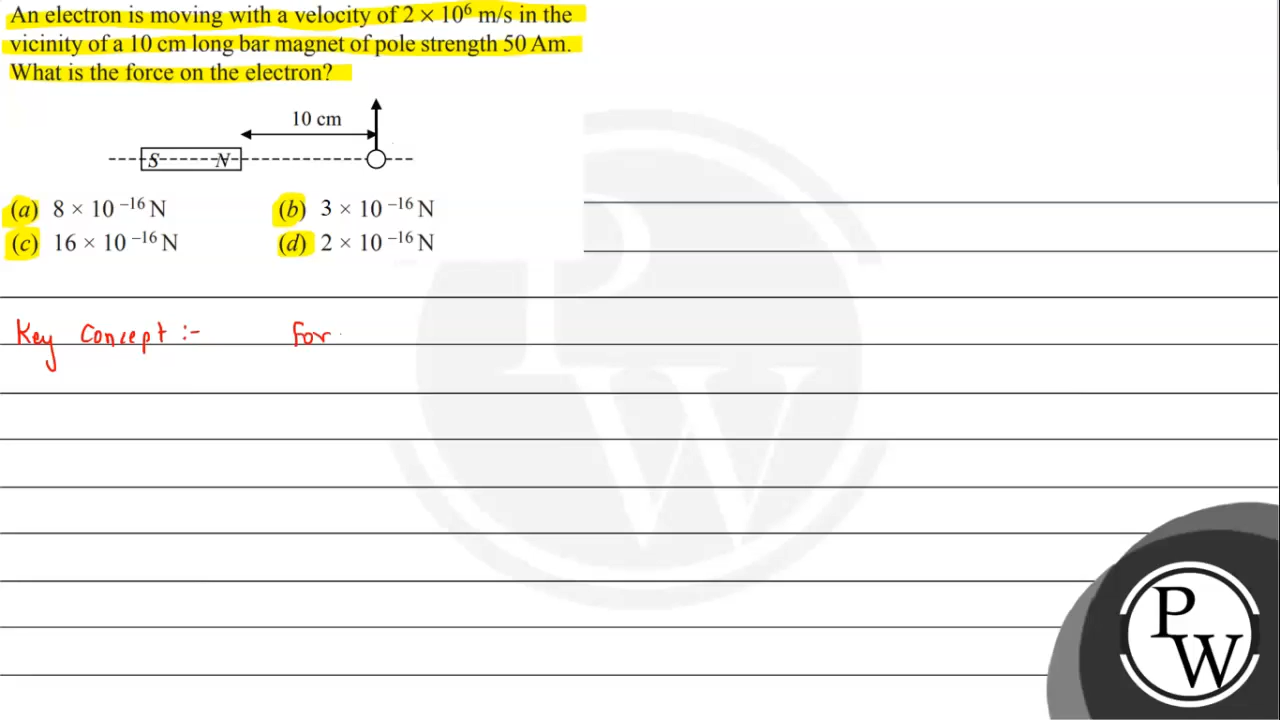 An electron is moving with a velocity of 2 × 10⁶ m/s in the
vicinity of a 10 cm long bar magnet of pole strength 50 Am.
What is the force on the electron?
10 cm
S N
(a) 8 × 10⁻¹⁶ N (b) 3 × 10⁻¹⁶ N
(c) 16 × 10⁻¹⁶ N (d) 2 × 10⁻¹⁶ N
Key Concept :- For
P
W
P
W